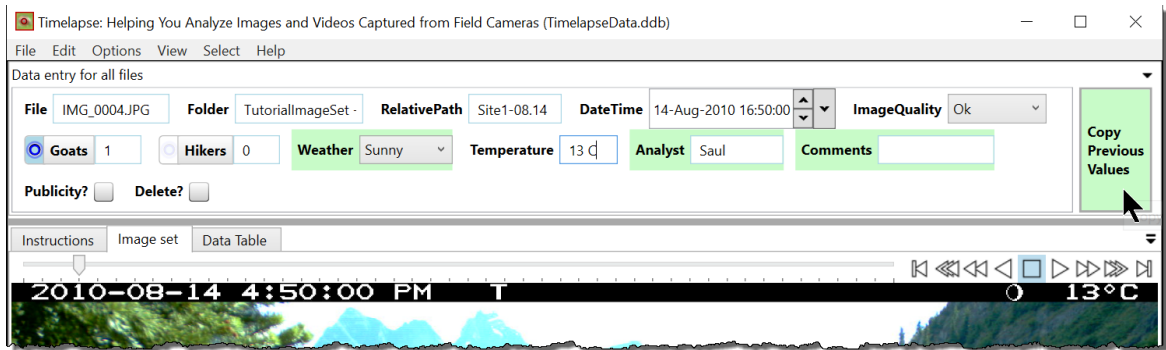 Timelapse: Helping You Analyze Images and Videos Captured from Field Cameras (TimelapseData.ddb)
File Edit Options View Select Help
Data entry for all files
File IMG_0004.JPG Folder TutorialImageSet - RelativePath Site1-08.14 DateTime 14-Aug-2010 16:50:00 ImageQuality Ok
Goats 1 Hikers 0 Weather Sunny Temperature 13 C Analyst Saul Comments
Publicity? Delete?
Copy
Previous
Values
Instructions Image set Data Table
2010-08-14 4:50:00 PM T 13°C